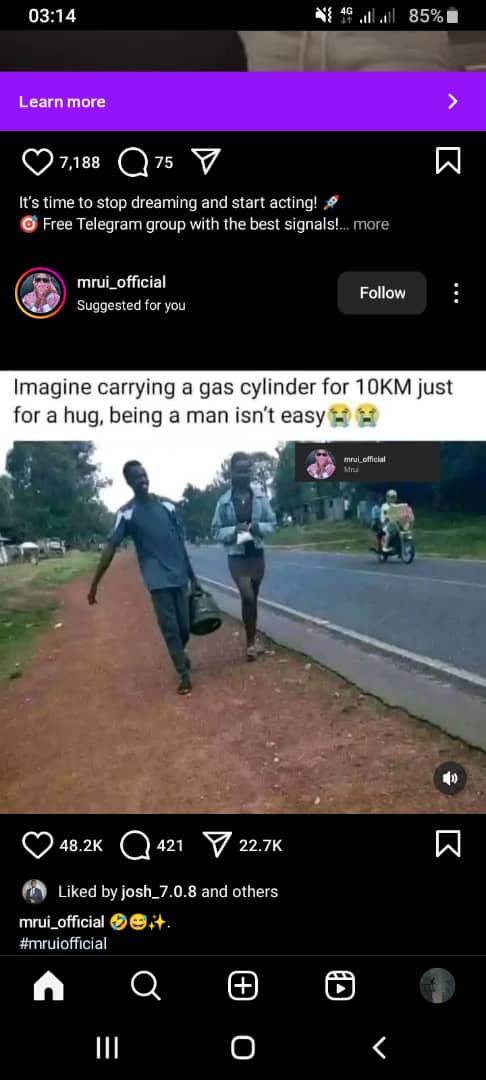 03:14
4G
85%
Learn more
7,188
75
It's time to stop dreaming and start acting! 🚀
🎯 Free Telegram group with the best signals!... more
mrui_official
Suggested for you
Follow
Imagine carrying a gas cylinder for 10KM just
for a hug, being a man isn't easy😭😭
mrui_official
Mrui
48.2K
421
22.7K
Liked by josh_7.0.8 and others
mrui_official 🤣😅✨.
#mruiofficial